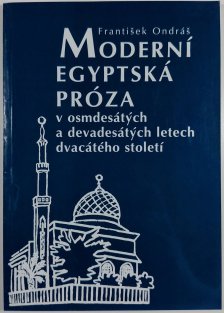 František Ondráš
MODERNÍ
EGYPTSKÁ
PRÓZA
v osmdesátých
a devadesátých letech
dvacátého století